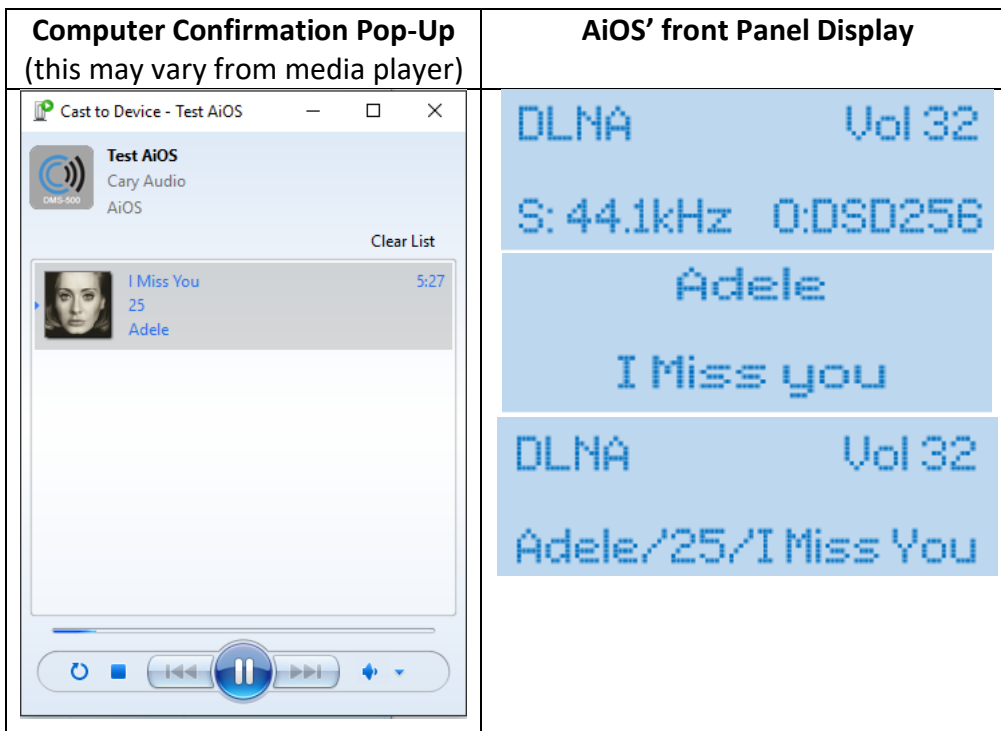 Computer Confirmation Pop-Up
(this may vary from media player)
AiOS’ front Panel Display
Cast to Device - Test AiOS
Test AiOS
Cary Audio
DMS-500
AiOS
Clear List
I Miss You 5:27
25
Adele
DLNA Vol 32
S: 44.1kHz O:DSD256
Adele
I Miss you
DLNA Vol 32
Adele/25/I Miss You